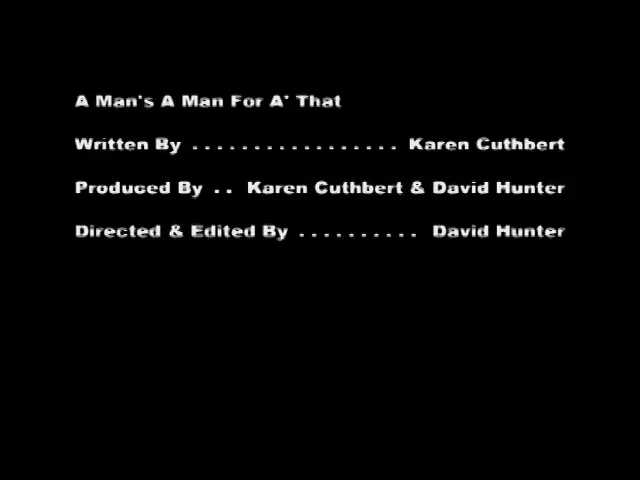 A Man's A Man For A' That
Written By . . . . . . . . . . . . . . . . . Karen Cuthbert
Produced By . . Karen Cuthbert & David Hunter
Directed & Edited By . . . . . . . . . . David Hunter